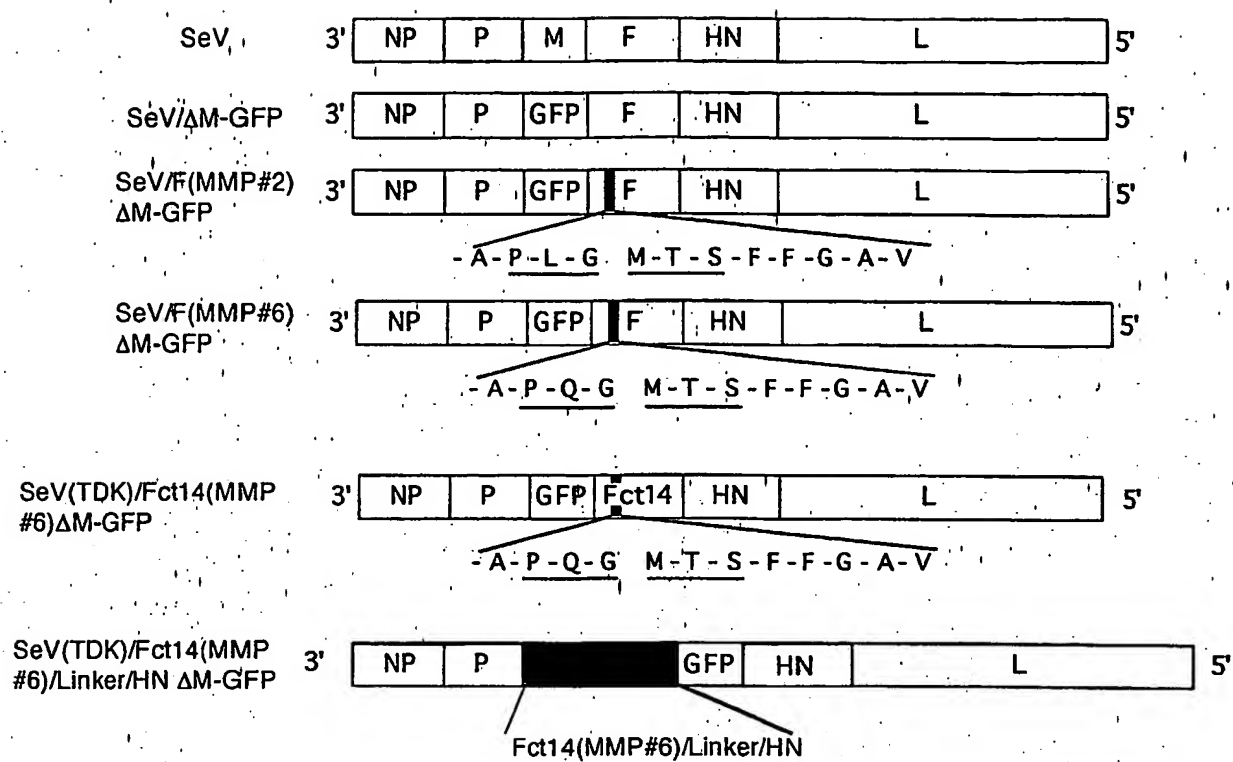 SeV 3' NP P M F HN L 5'
SeV/ΔM-GFP 3' NP P GFP F HN L 5'
SeV/F(MMP#2)
ΔM-GFP 3' NP P GFP F HN L 5'
-A-P-L-G M-T-S-F-F-G-A-V
SeV/F(MMP#6)
ΔM-GFP 3' NP P GFP F HN L 5'
-A-P-Q-G M-T-S-F-F-G-A-V
SeV(TDK)/Fct14(MMP
#6)ΔM-GFP 3' NP P GFP Fct14 HN L 5'
-A-P-Q-G M-T-S-F-F-G-A-V
SeV(TDK)/Fct14(MMP
#6)/Linker/HN ΔM-GFP 3' NP P GFP HN L 5'
Fct14(MMP#6)/Linker/HN